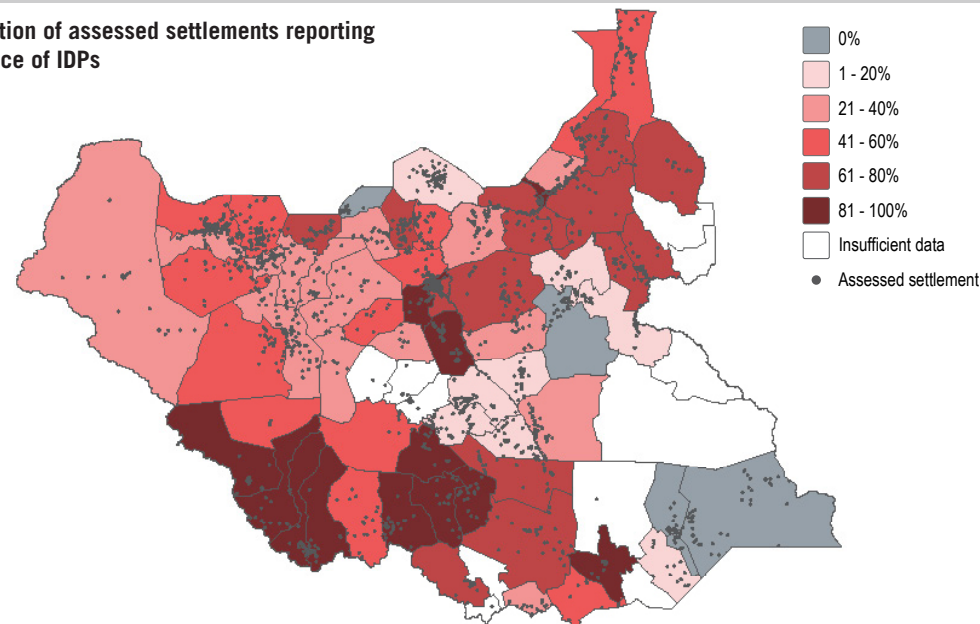 tion of assessed settlements reporting
ce of IDPs
0%
1 - 20%
21 - 40%
41 - 60%
61 - 80%
81 - 100%
Insufficient data
Assessed settlement